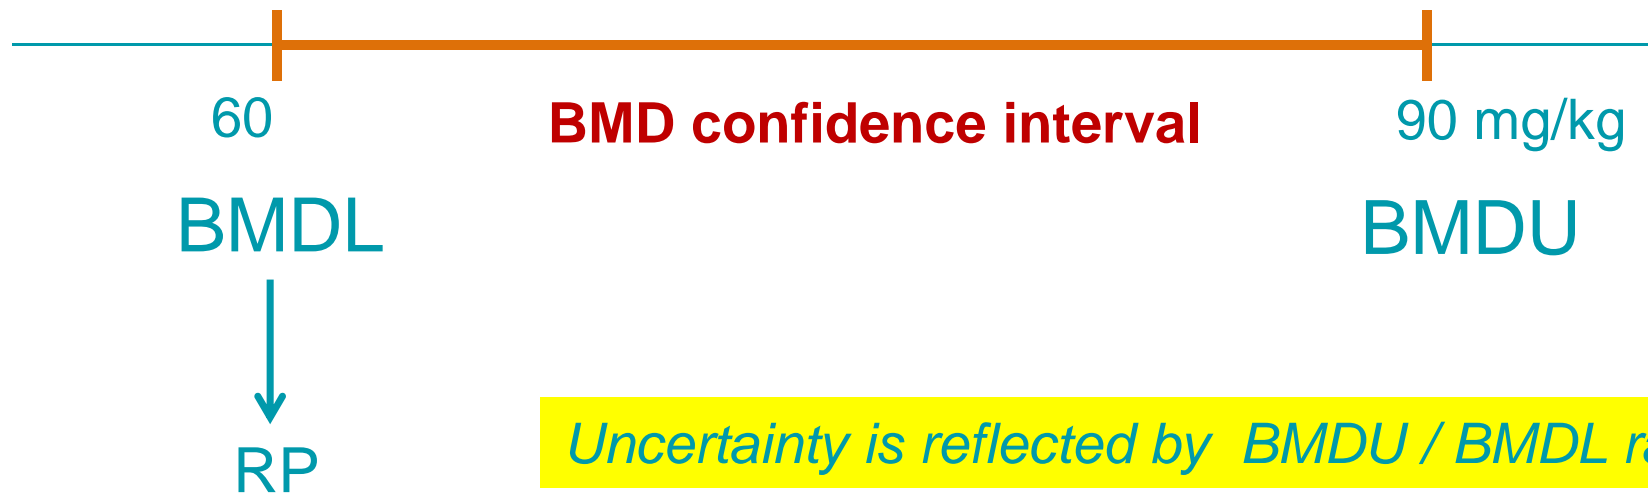 60 BMD confidence interval 90 mg/kg
BMDL BMDU
RP
Uncertainty is reflected by BMDU / BMDL